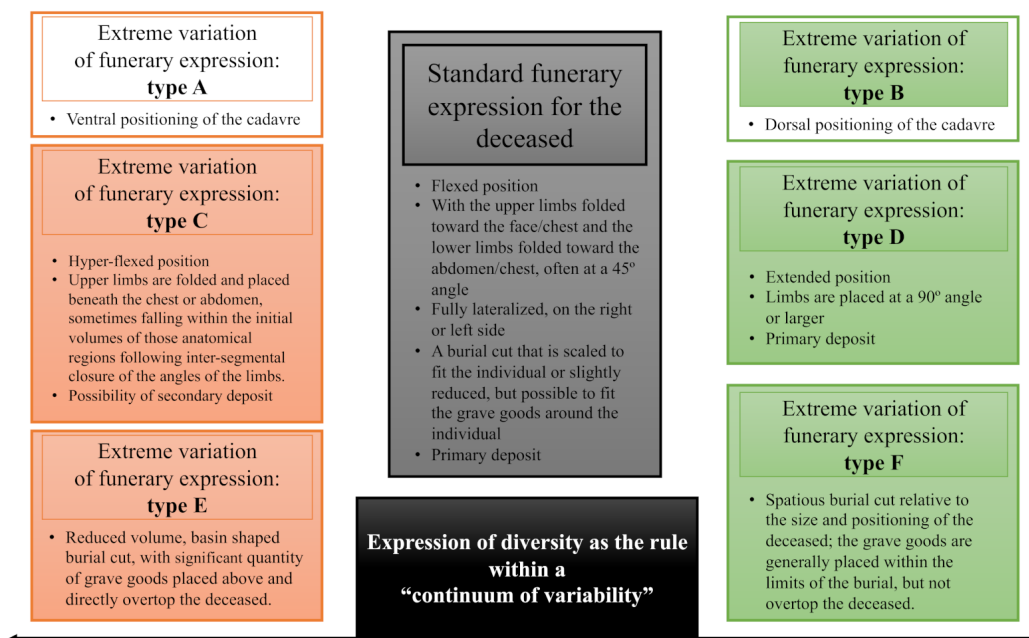 Extreme variation
of funerary expression:
type A
• Ventral positioning of the cadavre
Extreme variation
of funerary expression:
type C
• Hyper-flexed position
• Upper limbs are folded and placed
beneath the chest or abdomen,
sometimes falling within the initial
volumes of those anatomical
regions following inter-segmental
closure of the angles of the limbs.
• Possibility of secondary deposit
Extreme variation
of funerary expression:
type E
• Reduced volume, basin shaped
burial cut, with significant quantity
of grave goods placed above and
directly overtop the deceased.
Standard funerary
expression for the
deceased
• Flexed position
• With the upper limbs folded
toward the face/chest and the
lower limbs folded toward the
abdomen/chest, often at a 45º
angle
• Fully lateralized, on the right
or left side
• A burial cut that is scaled to
fit the individual or slightly
reduced, but possible to fit
the grave goods around the
individual
• Primary deposit
Expression of diversity as the rule
within a
“continuum of variability”
Extreme variation of
funerary expression:
type B
• Dorsal positioning of the cadavre
Extreme variation of
funerary expression:
type D
• Extended position
• Limbs are placed at a 90º angle
or larger
• Primary deposit
Extreme variation of
funerary expression:
type F
• Spatious burial cut relative to
the size and positioning of the
deceased; the grave goods are
generally placed within the
limits of the burial, but not
overtop the deceased.